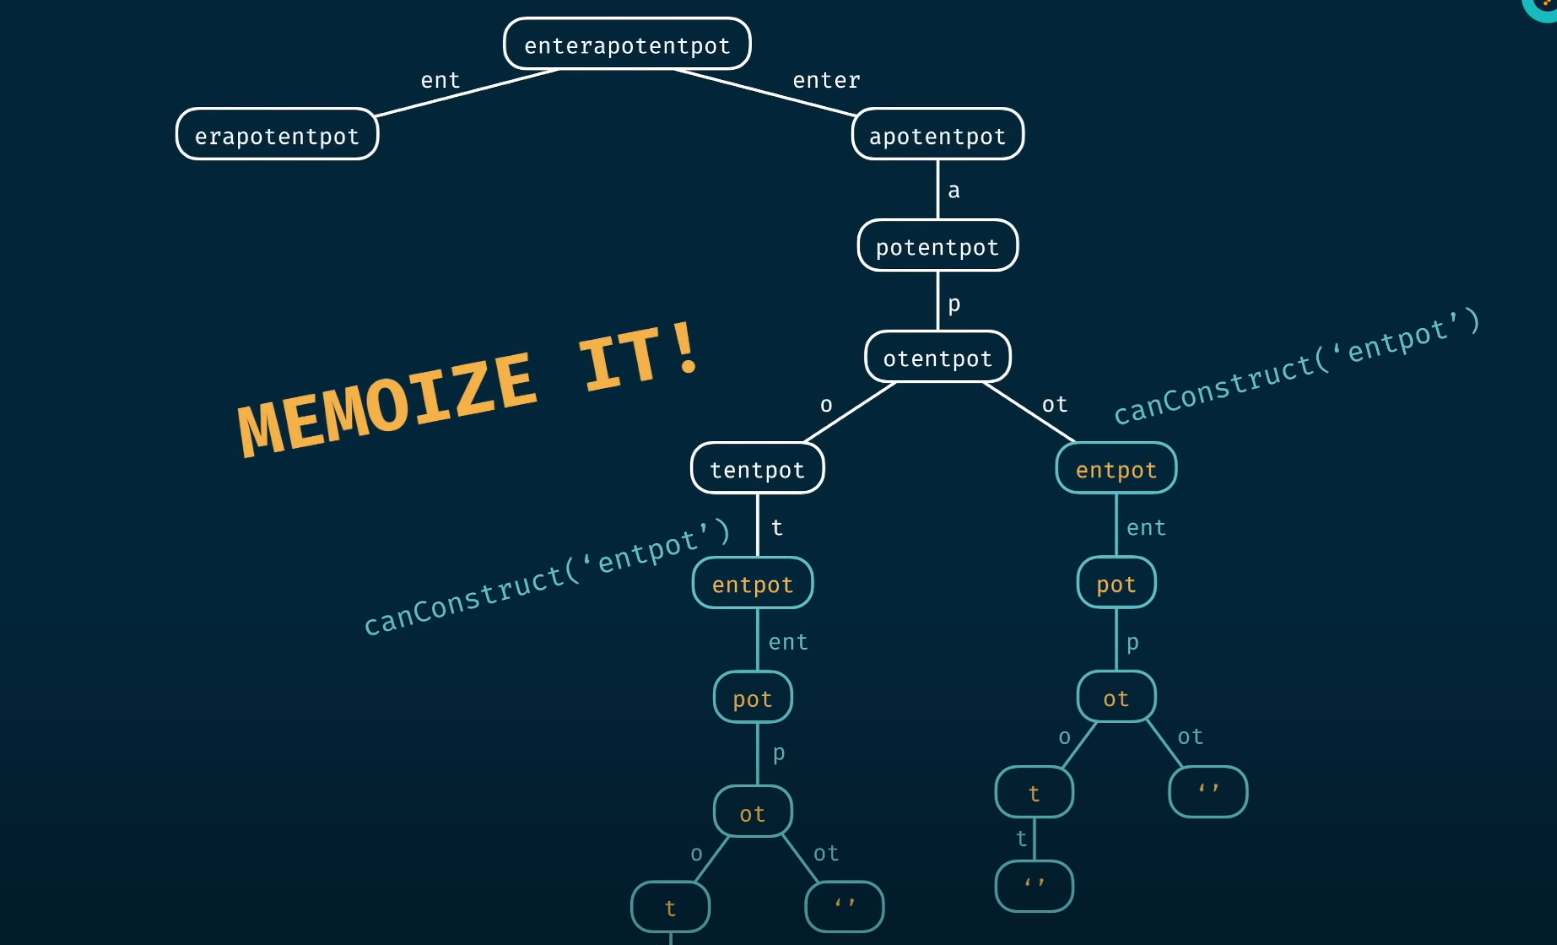 enterapotentpot
ent
enter
erapotentpot
apotentpot
a
potentpot
p
MEMOIZE IT!
otentpot
canConstruct(‘entpot’)
o
ot
tentpot
entpot
t
ent
canConstruct(‘entpot’)
entpot
pot
ent
p
pot
ot
p
o
ot
ot
t
‘’
o
ot
t
t
‘’
‘’